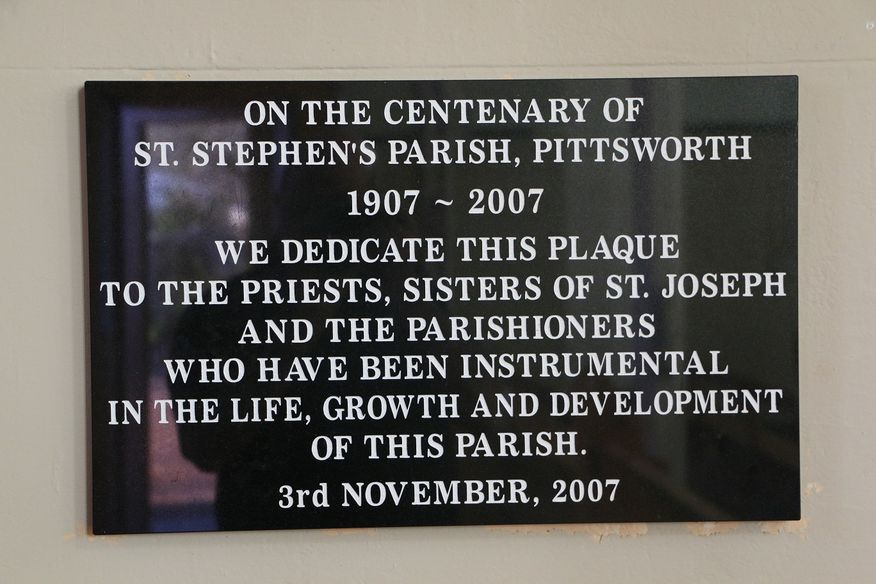 ON THE CENTENARY OF
ST. STEPHEN'S PARISH, PITTSWORTH
1907 ~ 2007
WE DEDICATE THIS PLAQUE
TO THE PRIESTS, SISTERS OF ST. JOSEPH
AND THE PARISHIONERS
WHO HAVE BEEN INSTRUMENTAL
IN THE LIFE, GROWTH AND DEVELOPMENT
OF THIS PARISH.
3rd NOVEMBER, 2007